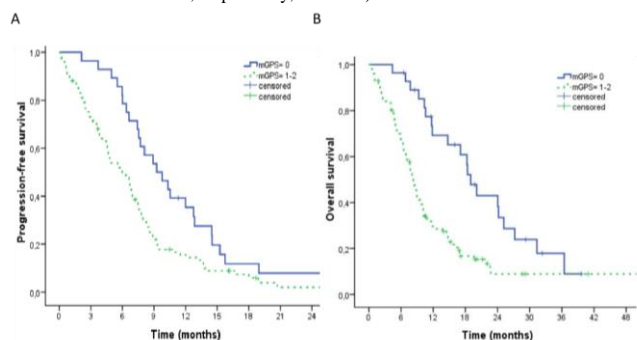 A
B
mGPS= 0
mGPS= 1-2
censored
censored
Progression-free survival
1,0
0,8
0,6
0,4
0,2
0,0
0 3 6 9 12 15 18 21 24
Time (months)
mGPS= 0
mGPS= 1-2
censored
censored
Overall survival
1,0
0,8
0,6
0,4
0,2
0,0
0 6 12 18 24 30 36 42 48
Time (months)